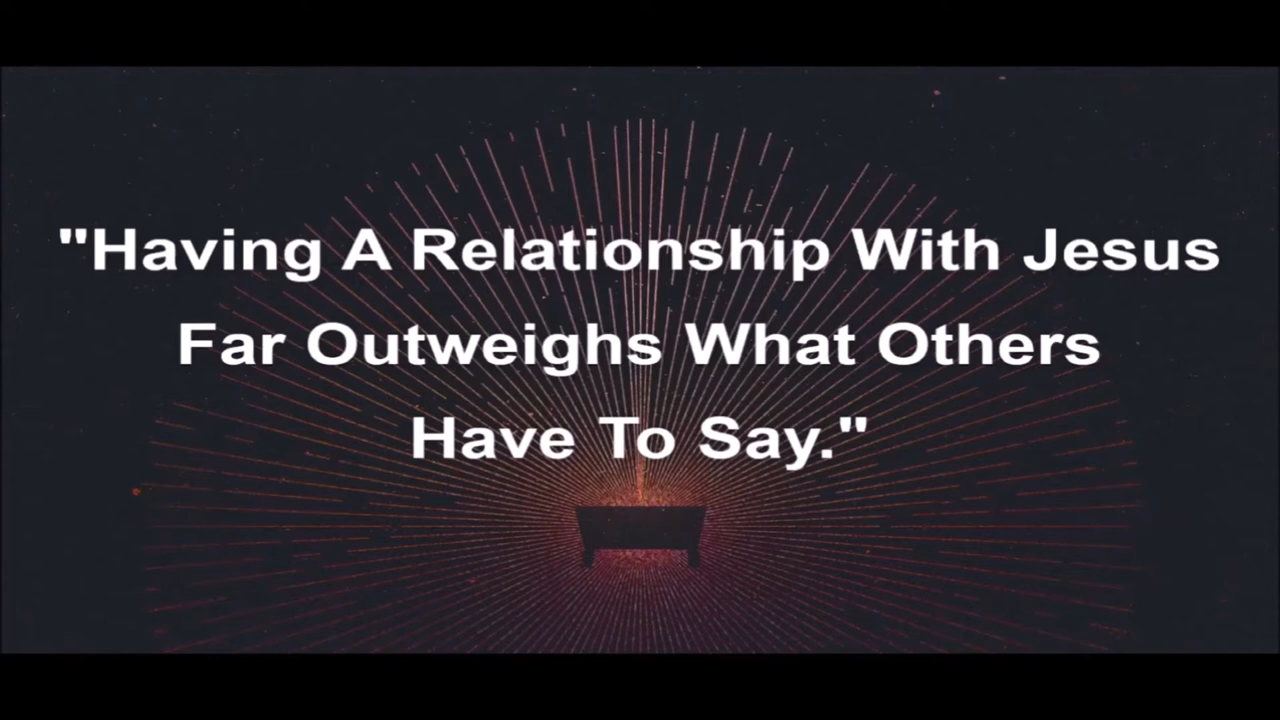 "Having A Relationship With Jesus
Far Outweighs What Others
Have To Say."